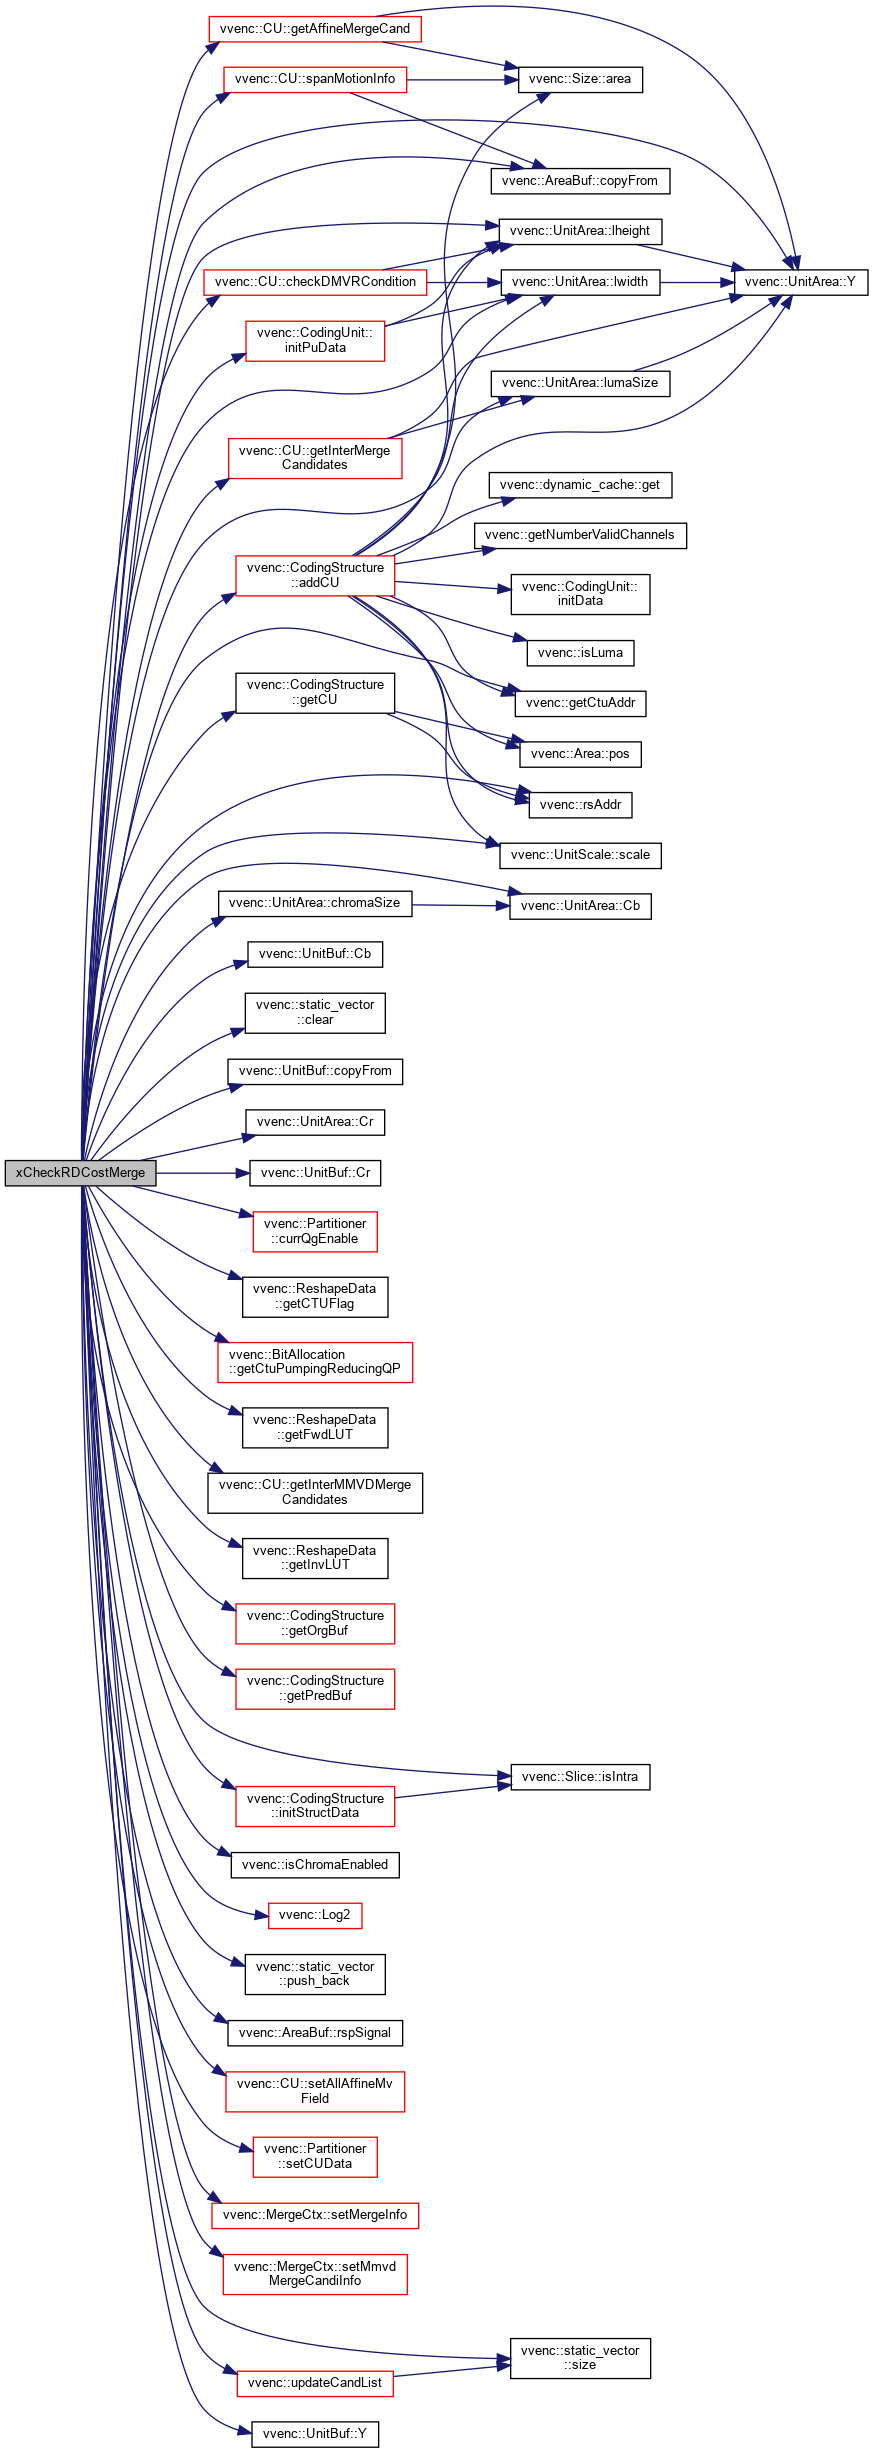 vvenc::CU::getAffineMergeCand
vvenc::CU::spanMotionInfo
vvenc::Size::area
vvenc::AreaBuf::copyFrom
vvenc::UnitArea::lheight
vvenc::CU::checkDMVRCondition
vvenc::UnitArea::lwidth
vvenc::UnitArea::Y
vvenc::CodingUnit::
initPuData
vvenc::UnitArea::lumaSize
vvenc::CU::getInterMerge
Candidates
vvenc::dynamic_cache::get
vvenc::getNumberValidChannels
vvenc::CodingStructure
::addCU
vvenc::CodingUnit::
initData
vvenc::isLuma
vvenc::CodingStructure
::getCU
vvenc::getCtuAddr
vvenc::Area::pos
vvenc::rsAddr
vvenc::UnitScale::scale
vvenc::UnitArea::chromaSize
vvenc::UnitArea::Cb
vvenc::UnitBuf::Cb
vvenc::static_vector
::clear
vvenc::UnitBuf::copyFrom
vvenc::UnitArea::Cr
xCheckRDCostMerge
vvenc::UnitBuf::Cr
vvenc::Partitioner
::currQgEnable
vvenc::ReshapeData
::getCTUFlag
vvenc::BitAllocation
::getCtuPumpingReducingQP
vvenc::ReshapeData
::getFwdLUT
vvenc::CU::getInterMMVDMerge
Candidates
vvenc::ReshapeData
::getInvLUT
vvenc::CodingStructure
::getOrgBuf
vvenc::CodingStructure
::getPredBuf
vvenc::Slice::isIntra
vvenc::CodingStructure
::initStructData
vvenc::isChromaEnabled
vvenc::Log2
vvenc::static_vector
::push_back
vvenc::AreaBuf::rspSignal
vvenc::CU::setAllAffineMv
Field
vvenc::Partitioner
::setCUData
vvenc::MergeCtx::setMergeInfo
vvenc::MergeCtx::setMmvd
MergeCandiInfo
vvenc::static_vector
::size
vvenc::updateCandList
vvenc::UnitBuf::Y